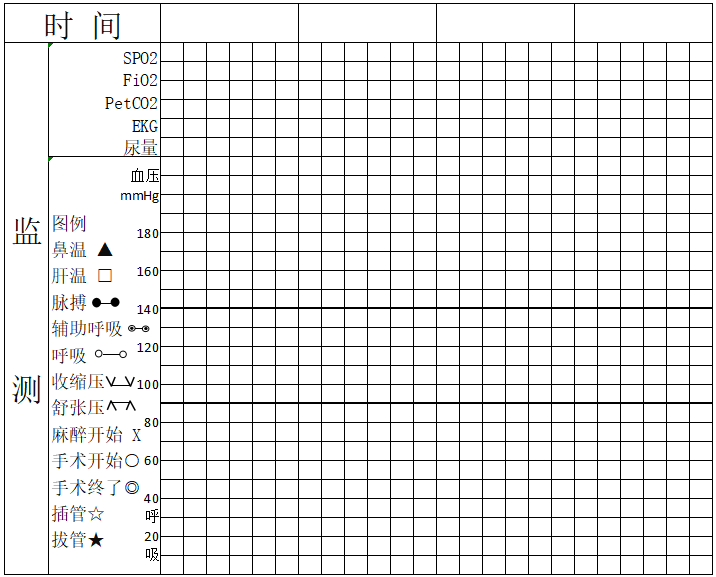 时 间
监
测
SPO2
FiO2
PetCO2
EKG
尿量
血压
mmHg
图例
180
鼻温 ▲
160
肝温 □
脉搏 ●—●
140
辅助呼吸 ⊙—⊙
120
呼吸 ○—○
收缩压 ∨ ∨
100
舒张压 ∧ ∧
80
麻醉开始 X
手术开始 ○
60
手术终了 ◎
40
插管☆
呼
20
拔管★
吸